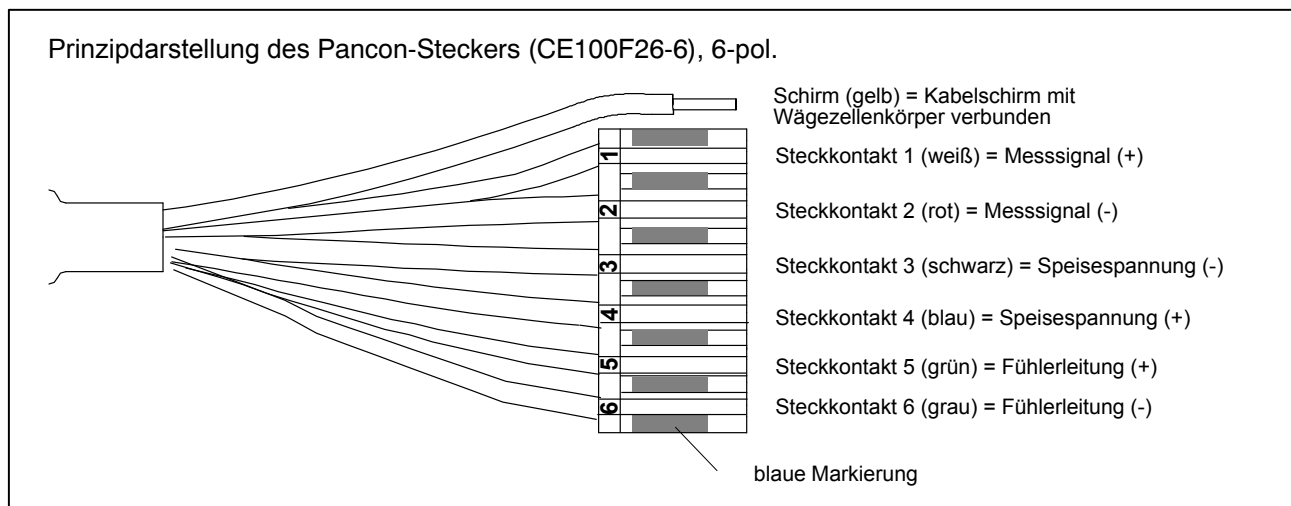 Prinzipdarstellung des Pancon-Steckers (CE100F26-6), 6-pol.
Schirm (gelb) = Kabelschirm mit
Wägezellenkörper verbunden
1
Steckkontakt 1 (weiß) = Messsignal (+)
2
Steckkontakt 2 (rot) = Messsignal (-)
3
Steckkontakt 3 (schwarz) = Speisespannung (-)
4
Steckkontakt 4 (blau) = Speisespannung (+)
5
Steckkontakt 5 (grün) = Fühlerleitung (+)
6
Steckkontakt 6 (grau) = Fühlerleitung (-)
blaue Markierung